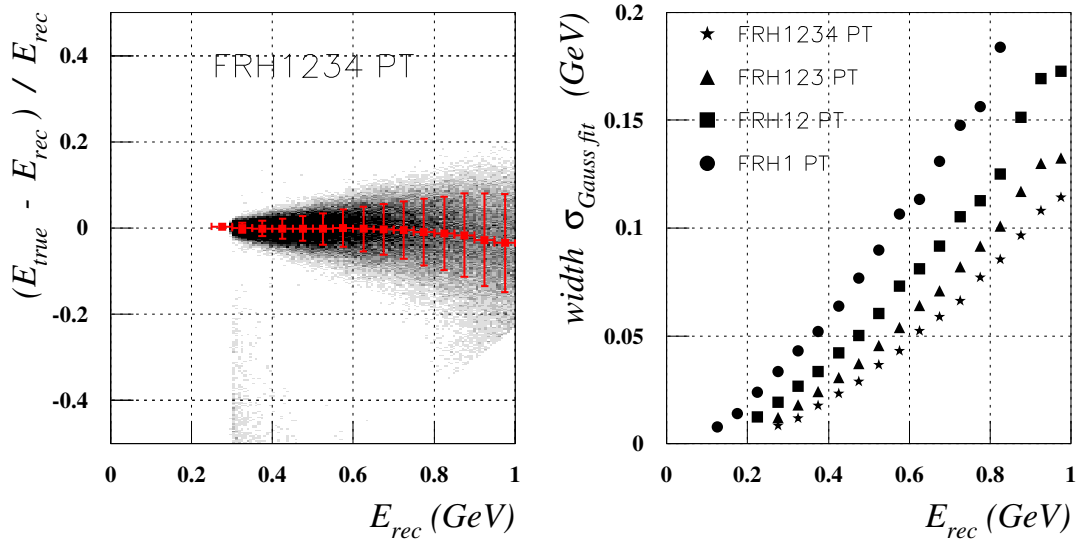 (E_true - E_rec) / E_rec
0.4
0.2
0
-0.2
-0.4
FRH1234 PT
0 0.2 0.4 0.6 0.8 1
E_rec (GeV)
width σ_Gauss fit (GeV)
0.2
0.15
0.1
0.05
0
FRH1234 PT
FRH123 PT
FRH12 PT
FRH1 PT
0 0.2 0.4 0.6 0.8 1
E_rec (GeV)